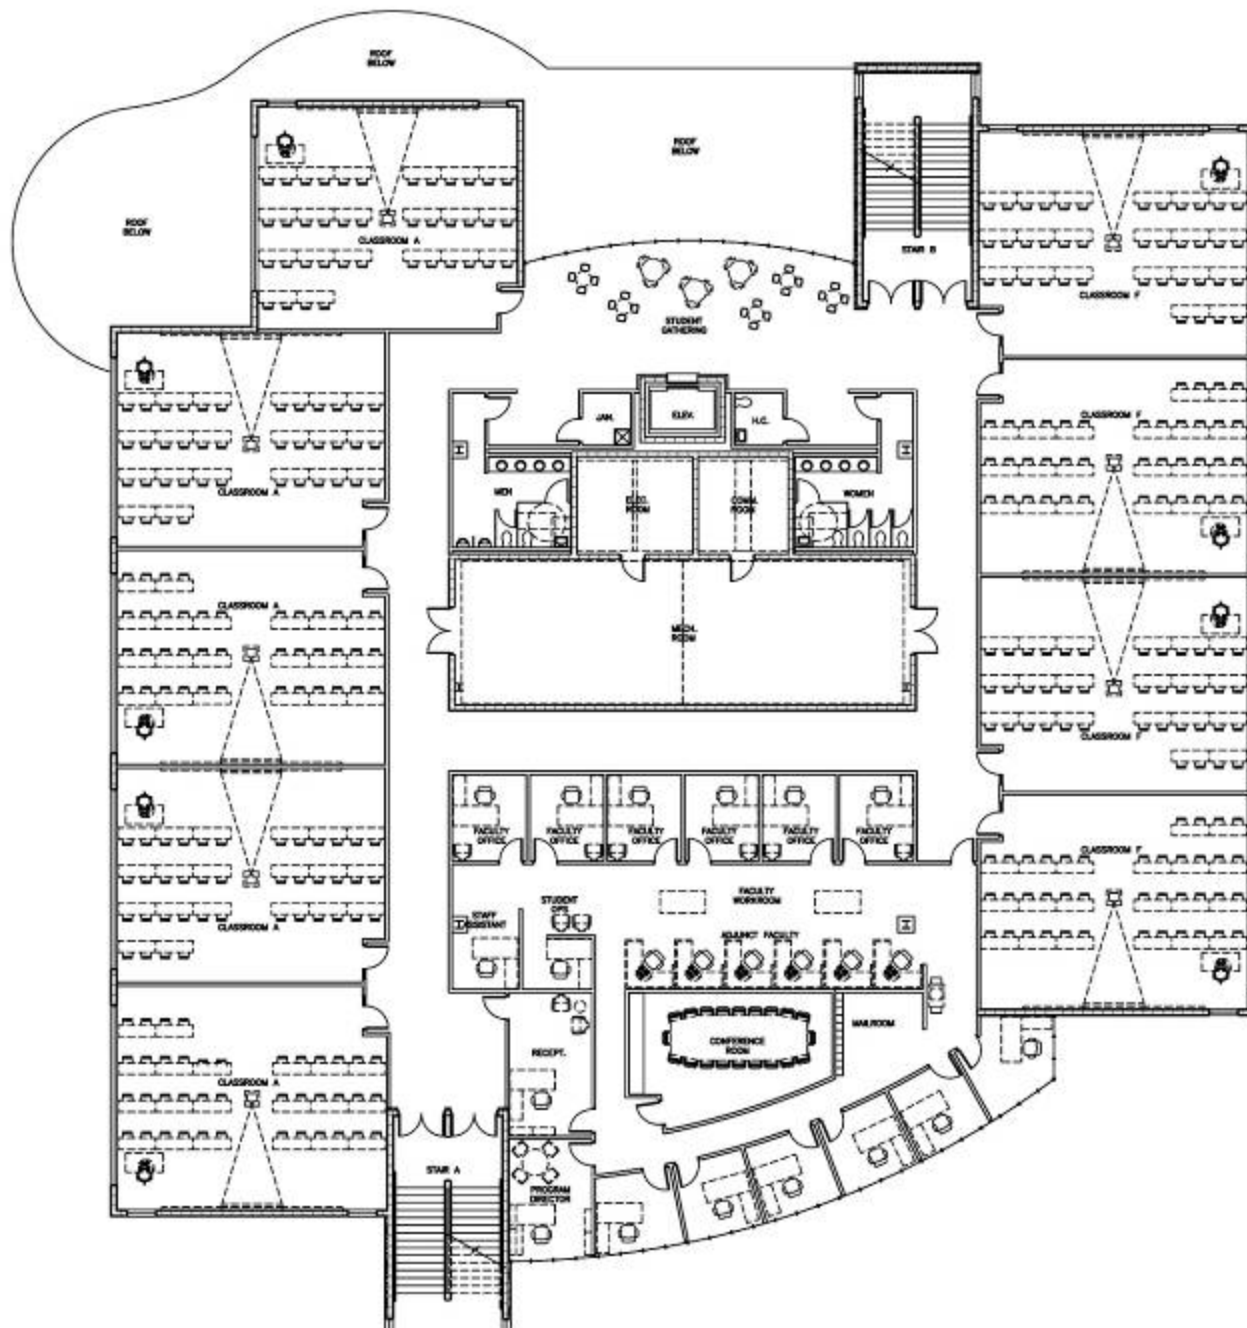 ROOF
BELOW
ROOF
BELOW
ROOF
BELOW
CLASSROOM A
STAIR B
CLASSROOM F
STUDENT
GATHERING
JAN.
ELEV.
H.C.
CLASSROOM F
CLASSROOM A
MEN
ELEC.
ROOM
COMM.
ROOM
WOMEN
CLASSROOM A
MECH.
ROOM
CLASSROOM F
FACULTY
OFFICE
FACULTY
OFFICE
FACULTY
OFFICE
FACULTY
OFFICE
FACULTY
OFFICE
FACULTY
OFFICE
CLASSROOM F
STUDENT
OPS
FACULTY
WORKROOM
STAFF
ASSISTANT
CLASSROOM A
ADJUNCT FACULTY
MAILROOM
CONFERENCE
ROOM
RECEPT.
CLASSROOM A
STAIR A
PROGRAM
DIRECTOR